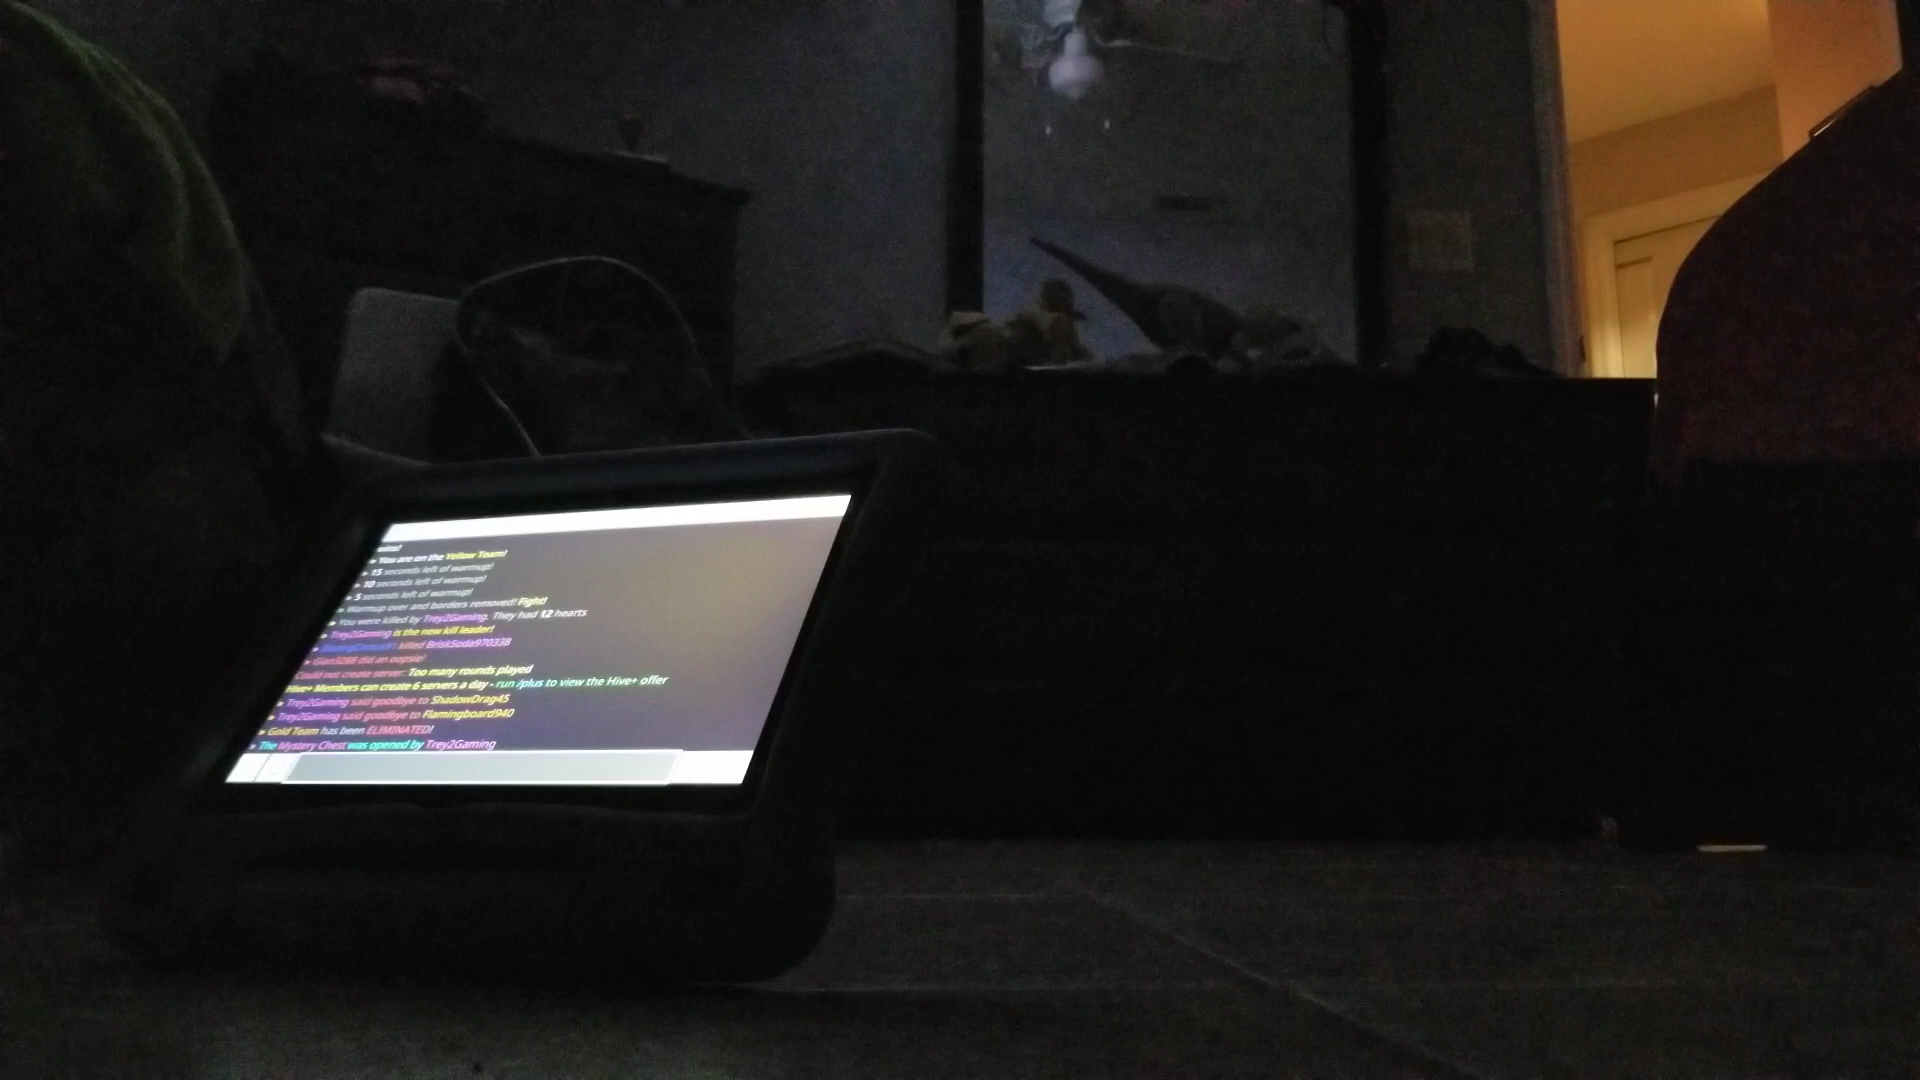 wins!
» You are on the Yellow Team!
» 15 seconds left of warmup!
» 10 seconds left of warmup!
» 5 seconds left of warmup!
» Warmup over and borders removed! Fight!
» You were killed by Trey2Gaming. They had 12 hearts
» Trey2Gaming is the new kill leader!
» killed BriskSoda970338
» Gian3288 did an oopsie!
Could not create server: Too many rounds played
Hive+ Members can create 6 servers a day - run /plus to view the Hive+ offer
» Trey2Gaming said goodbye to ShadowDrag45
» Trey2Gaming said goodbye to Flamingboard940
» Gold Team has been ELIMINATED!
» The Mystery Chest was opened by Trey2Gaming